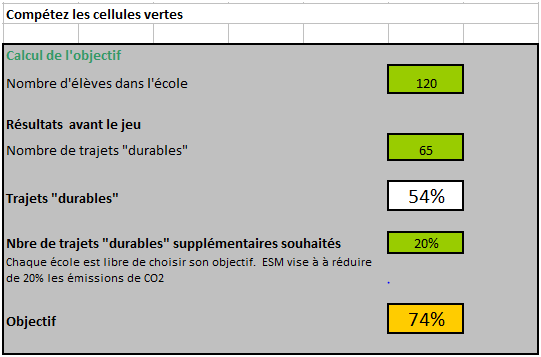 Compétez les cellules vertes
Calcul de l'objectif
Nombre d'élèves dans l'école 120
Résultats avant le jeu
Nombre de trajets "durables" 65
Trajets "durables" 54%
Nbre de trajets "durables" supplémentaires souhaités 20%
Chaque école est libre de choisir son objectif. ESM vise à à réduire
de 20% les émissions de CO2
Objectif 74%